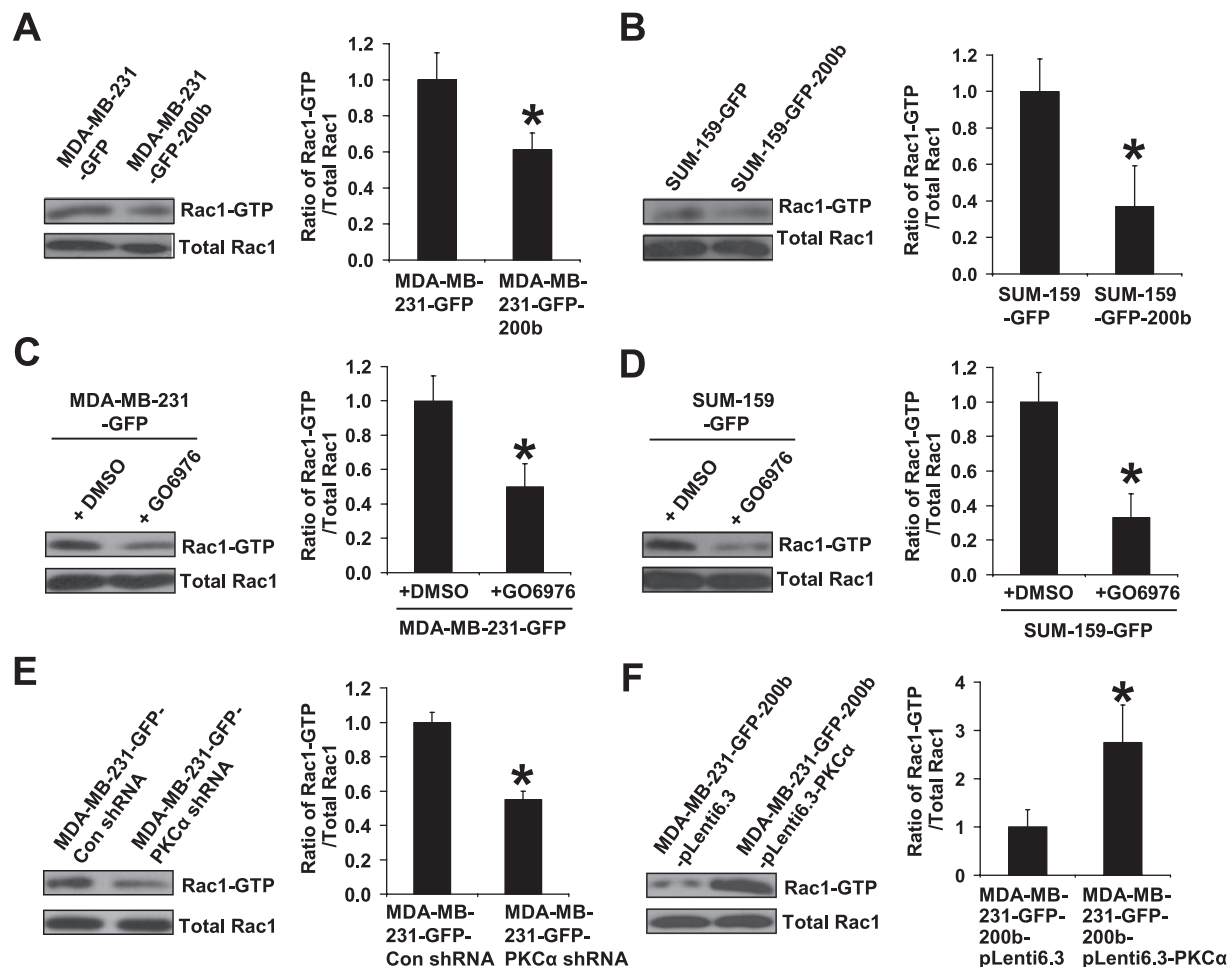 A
MDA-MB-231
-GFP
MDA-MB-231
-GFP-200b
Rac1-GTP
Total Rac1
Ratio of Rac1-GTP
/Total Rac1
1.2
1.0
0.8
0.6
0.4
0.2
0.0
*
MDA-MB-
231-GFP
MDA-MB-
231-GFP-
200b
B
SUM-159-GFP
SUM-159-GFP-200b
Rac1-GTP
Total Rac1
Ratio of Rac1-GTP
/Total Rac1
1.2
1.0
0.8
0.6
0.4
0.2
0.0
*
SUM-159
-GFP
SUM-159
-GFP-200b
C
MDA-MB-231
-GFP
+ DMSO
+ GO6976
Rac1-GTP
Total Rac1
Ratio of Rac1-GTP
/Total Rac1
1.2
1.0
0.8
0.6
0.4
0.2
0.0
*
+DMSO
+GO6976
MDA-MB-231-GFP
D
SUM-159
-GFP
+ DMSO
+ GO6976
Rac1-GTP
Total Rac1
Ratio of Rac1-GTP
/Total Rac1
1.2
1.0
0.8
0.6
0.4
0.2
0.0
*
+DMSO
+GO6976
SUM-159-GFP
E
MDA-MB-231-GFP-
Con shRNA
MDA-MB-231-GFP-
PKCα shRNA
Rac1-GTP
Total Rac1
Ratio of Rac1-GTP
/Total Rac1
1.2
1.0
0.8
0.6
0.4
0.2
0.0
*
MDA-MB-
231-GFP-
Con shRNA
MDA-MB-
231-GFP-
PKCα shRNA
F
MDA-MB-231-GFP-200b
-pLenti6.3
MDA-MB-231-GFP-200b
-pLenti6.3-PKCα
Rac1-GTP
Total Rac1
Ratio of Rac1-GTP
/Total Rac1
4
3
2
1
0
*
MDA-MB-
231-GFP-
200b-
pLenti6.3
MDA-MB-
231-GFP-
200b-
pLenti6.3-PKCα